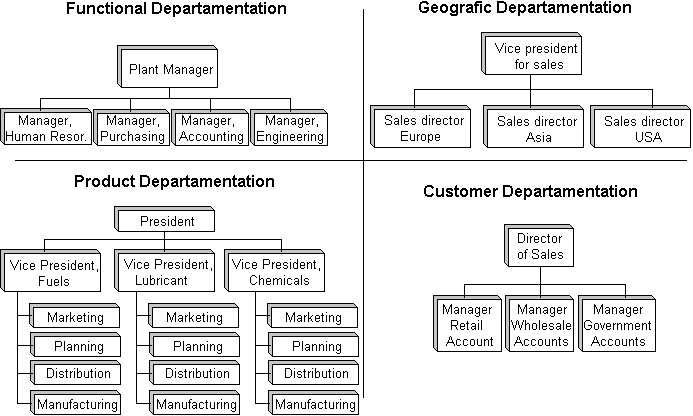 Functional Departamentation
Plant Manager
Manager,
Human Resor.
Manager,
Purchasing
Manager,
Accounting
Manager,
Engineering
Geografic Departamentation
Vice president
for sales
Sales director
Europe
Sales director
Asia
Sales director
USA
Product Departamentation
President
Vice President,
Fuels
Marketing
Planning
Distribution
Manufacturing
Vice President,
Lubricant
Marketing
Planning
Distribution
Manufacturing
Vice President,
Chemicals
Marketing
Planning
Distribution
Manufacturing
Customer Departamentation
Director
of Sales
Manager
Retail
Account
Manager
Wholesale
Accounts
Manager
Government
Accounts